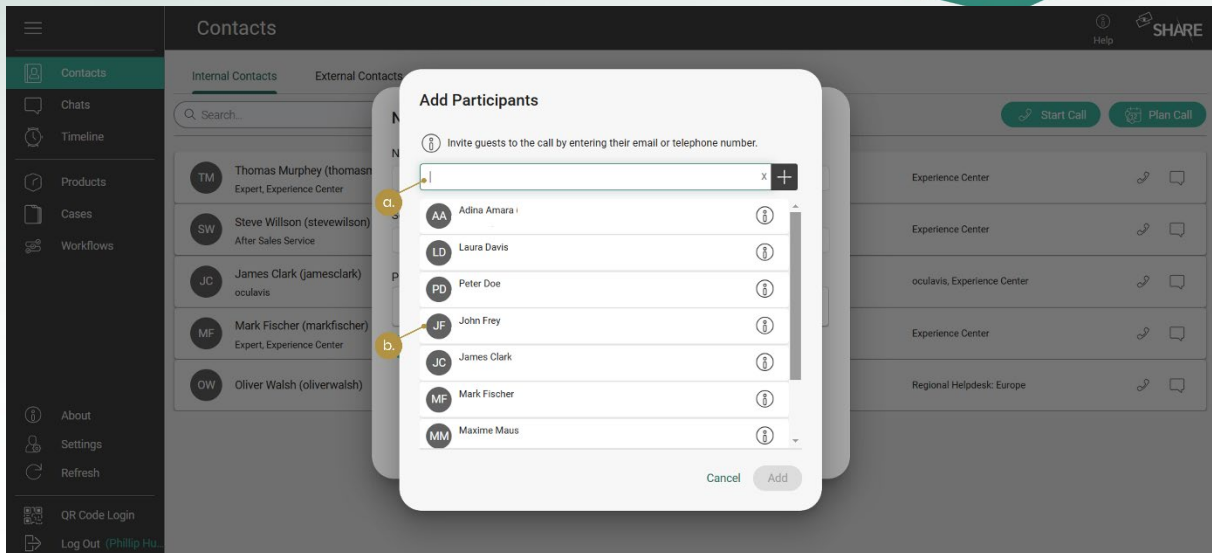 Contacts
Help
SHARE
Contacts
Chats
Timeline
Products
Cases
Workflows
About
Settings
Refresh
QR Code Login
Log Out (Phillip Hu...
Internal Contacts
External Contacts
Search...
Start Call
Plan Call
TM
Thomas Murphey (thomasm
Expert, Experience Center
Experience Center
SW
Steve Willson (stevewilson)
After Sales Service
Experience Center
JC
James Clark (jamesclark)
oculavis
oculavis, Experience Center
MF
Mark Fischer (markfischer)
Expert, Experience Center
Experience Center
OW
Oliver Walsh (oliverwalsh)
Regional Helpdesk: Europe
N
N
S
P
Add Participants
Invite guests to the call by entering their email or telephone number.
x +
a.
AA Adina Amara
LD Laura Davis
PD Peter Doe
b.
JF John Frey
JC James Clark
MF Mark Fischer
MM Maxime Maus
Cancel
Add